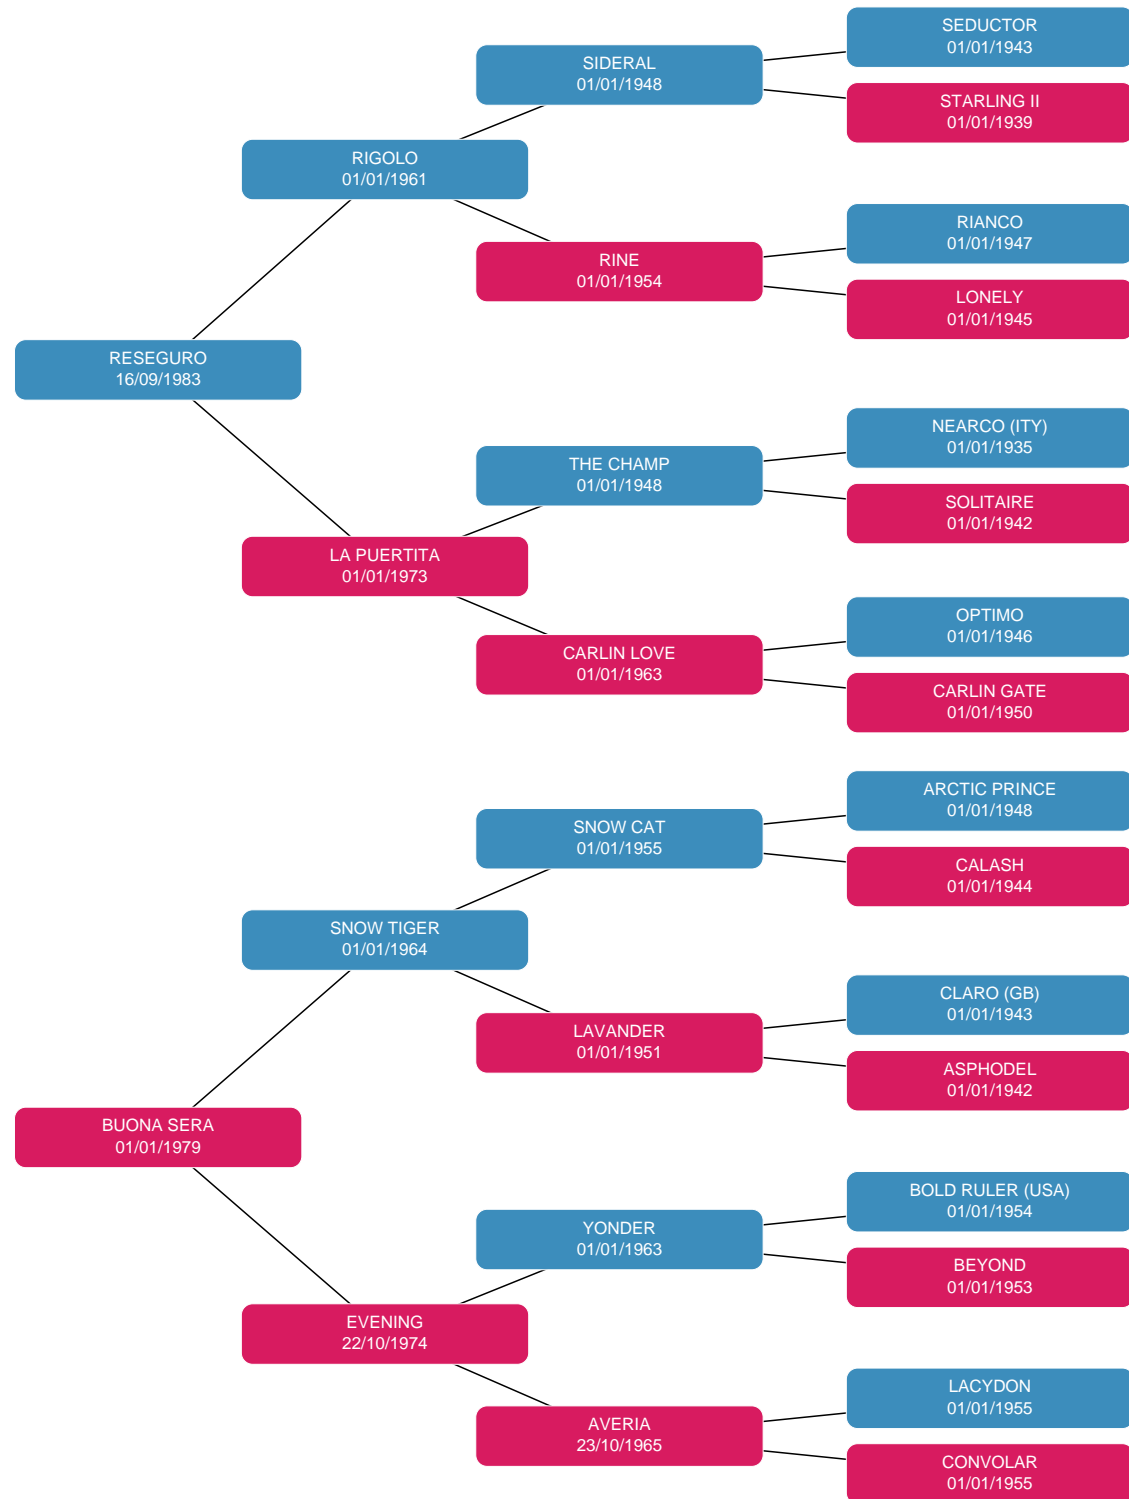 SEDUCTOR
01/01/1943
SIDERAL
01/01/1948
STARLING II
01/01/1939
RIGOLO
01/01/1961
RIANCO
01/01/1947
RINE
01/01/1954
LONELY
01/01/1945
RESEGURO
16/09/1983
NEARCO (ITY)
01/01/1935
THE CHAMP
01/01/1948
SOLITAIRE
01/01/1942
LA PUERTITA
01/01/1973
OPTIMO
01/01/1946
CARLIN LOVE
01/01/1963
CARLIN GATE
01/01/1950
ARCTIC PRINCE
01/01/1948
SNOW CAT
01/01/1955
CALASH
01/01/1944
SNOW TIGER
01/01/1964
CLARO (GB)
01/01/1943
LAVANDER
01/01/1951
ASPHODEL
01/01/1942
BUONA SERA
01/01/1979
BOLD RULER (USA)
01/01/1954
YONDER
01/01/1963
BEYOND
01/01/1953
EVENING
22/10/1974
LACYDON
01/01/1955
AVERIA
23/10/1965
CONVOLAR
01/01/1955